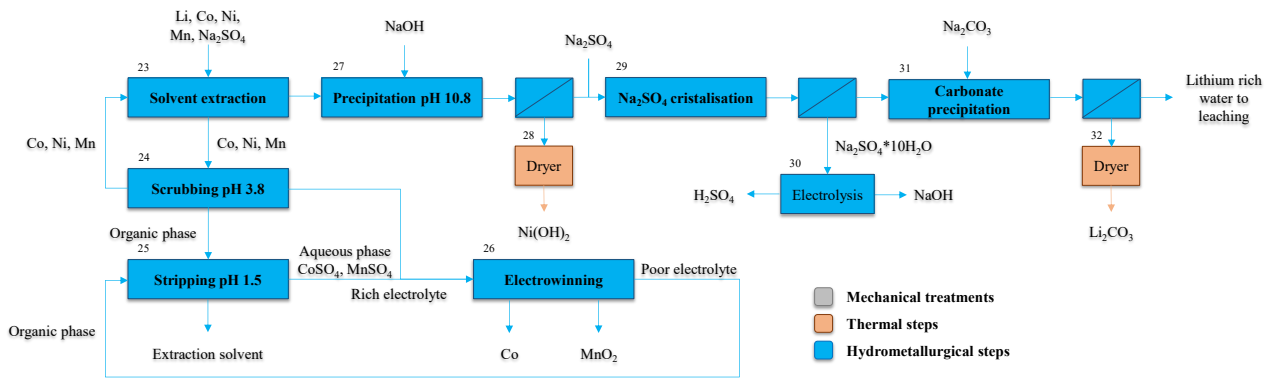 Li, Co, Ni,
Mn, Na₂SO₄
NaOH
Na₂SO₄
Na₂CO₃
23
Solvent extraction
27
Precipitation pH 10.8
29
Na₂SO₄ cristalisation
31
Carbonate
precipitation
Lithium rich
water to
leaching
Co, Ni, Mn
Co, Ni, Mn
28
Dryer
Na₂SO₄*10H₂O
32
Dryer
24
Scrubbing pH 3.8
30
Electrolysis
H₂SO₄
NaOH
Ni(OH)₂
Li₂CO₃
Organic phase
25
Stripping pH 1.5
Aqueous phase
CoSO₄, MnSO₄
Rich electrolyte
26
Electrowinning
Poor electrolyte
Organic phase
Extraction solvent
Co
MnO₂
Mechanical treatments
Thermal steps
Hydrometallurgical steps